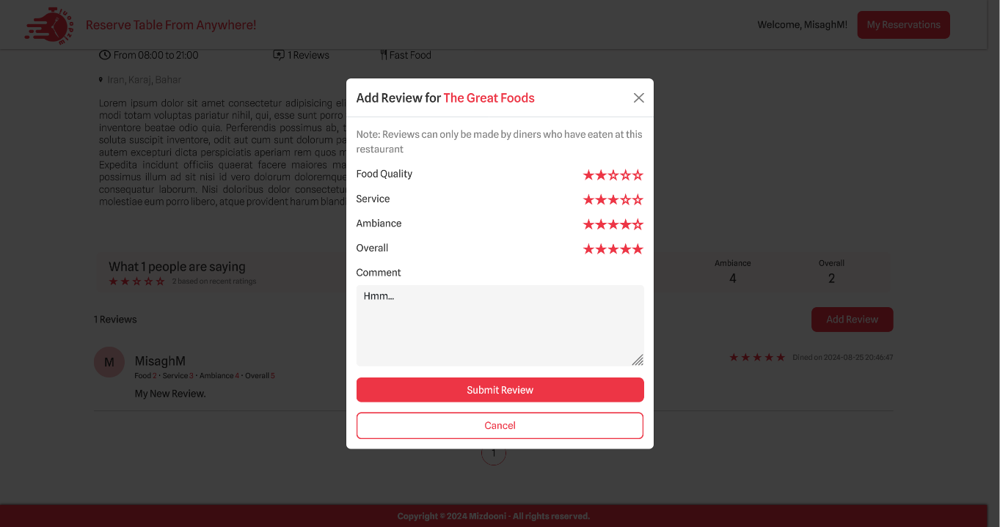 mizdooni
Reserve Table From Anywhere!
Welcome, MisaghM!
My Reservations
From 08:00 to 21:00
1 Reviews
Fast Food
Iran, Karaj, Bahar
Lorem ipsum dolor sit amet consectetur adipisicing eli
modi totam voluptas pariatur nihil, qui, esse sunt porro
inventore beatae odio quia. Perferendis possimus ab, t
soluta suscipit inventore, odit aut cum sunt dolorum pa
autem excepturi dicta perspiciatis aperiam rem quos m
Expedita incidunt officiis quaerat facere maiores ma
possimus illum ad sit nisi id vero dolorum doloremque
consequatur laborum. Nisi doloribus dolor consectetu
molestiae eum porro libero, atque provident harum blandi
Add Review for The Great Foods
Note: Reviews can only be made by diners who have eaten at this
restaurant
Food Quality
Service
Ambiance
Overall
Comment
Hmm...
Submit Review
Cancel
What 1 people are saying
2 based on recent ratings
Ambiance
4
Overall
2
1 Reviews
Add Review
M
MisaghM
Food 2 • Service 3 • Ambiance 4 • Overall 5
My New Review.
Dined on 2024-08-25 20:46:47
1
Copyright © 2024 Mizdooni - All rights reserved.